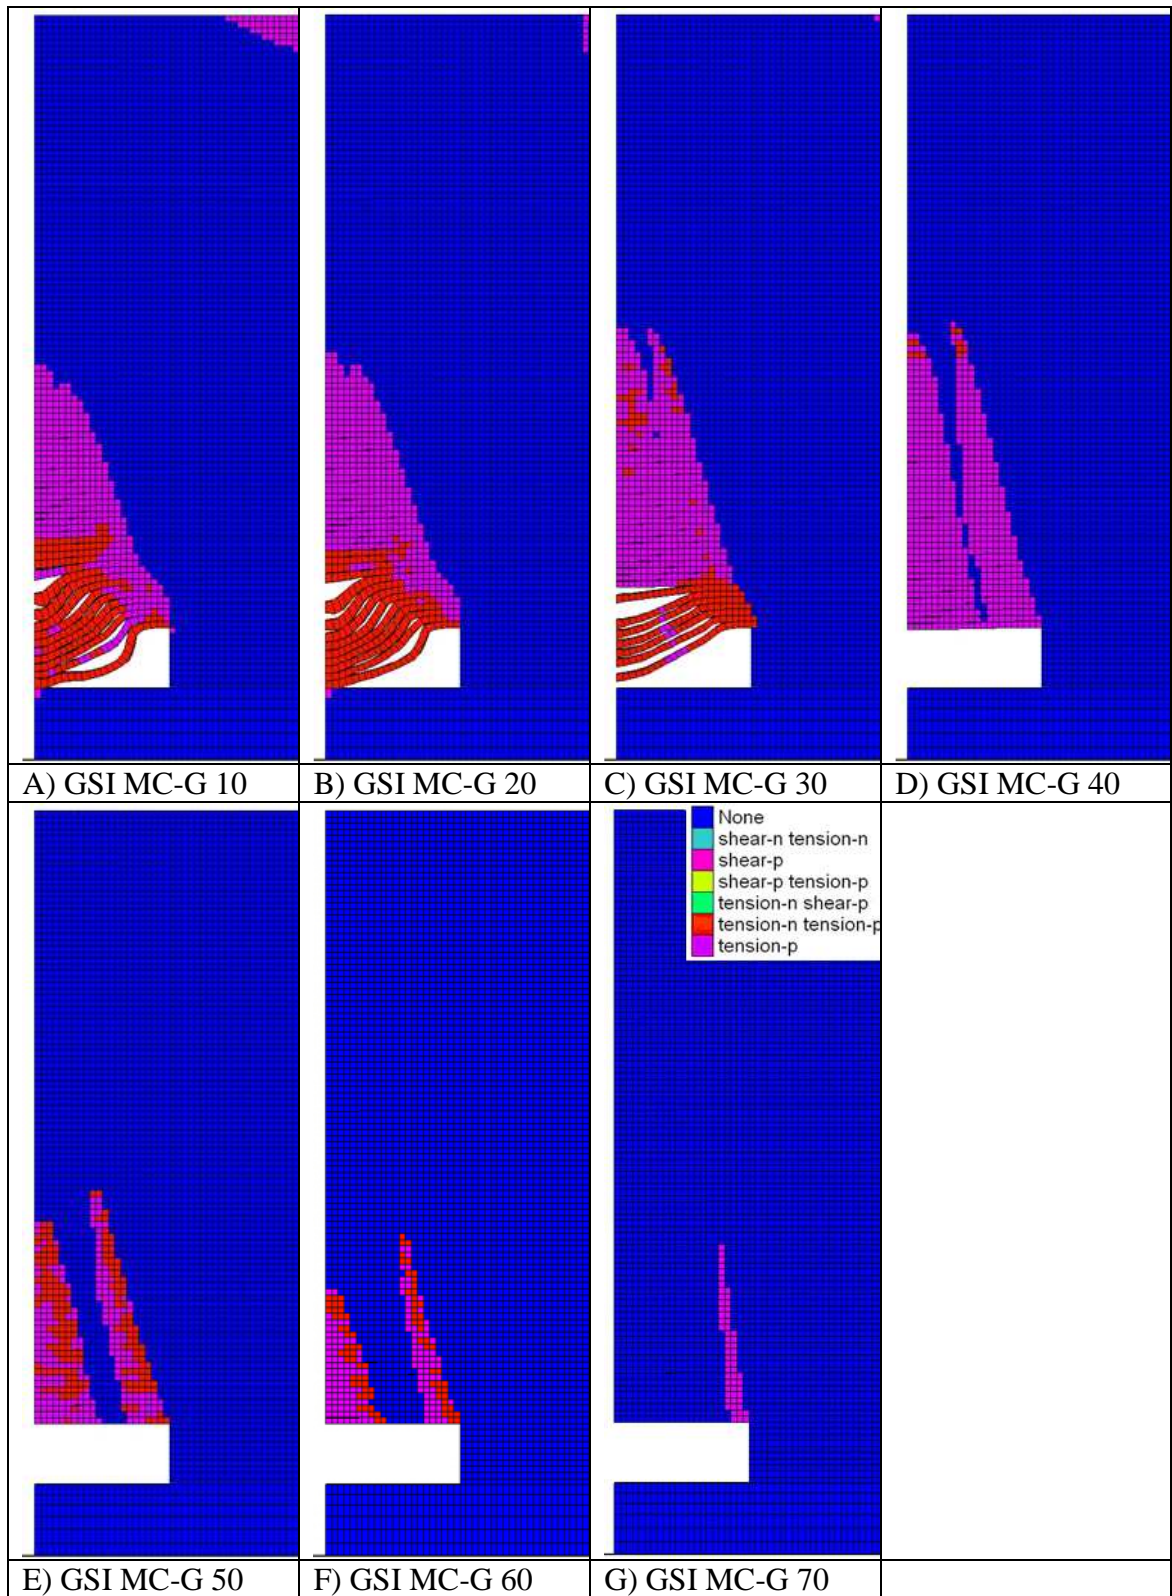 A) GSI MC-G 10
B) GSI MC-G 20
C) GSI MC-G 30
D) GSI MC-G 40
None
shear-n tension-n
shear-p
shear-p tension-p
tension-n shear-p
tension-n tension-p
tension-p
E) GSI MC-G 50
F) GSI MC-G 60
G) GSI MC-G 70